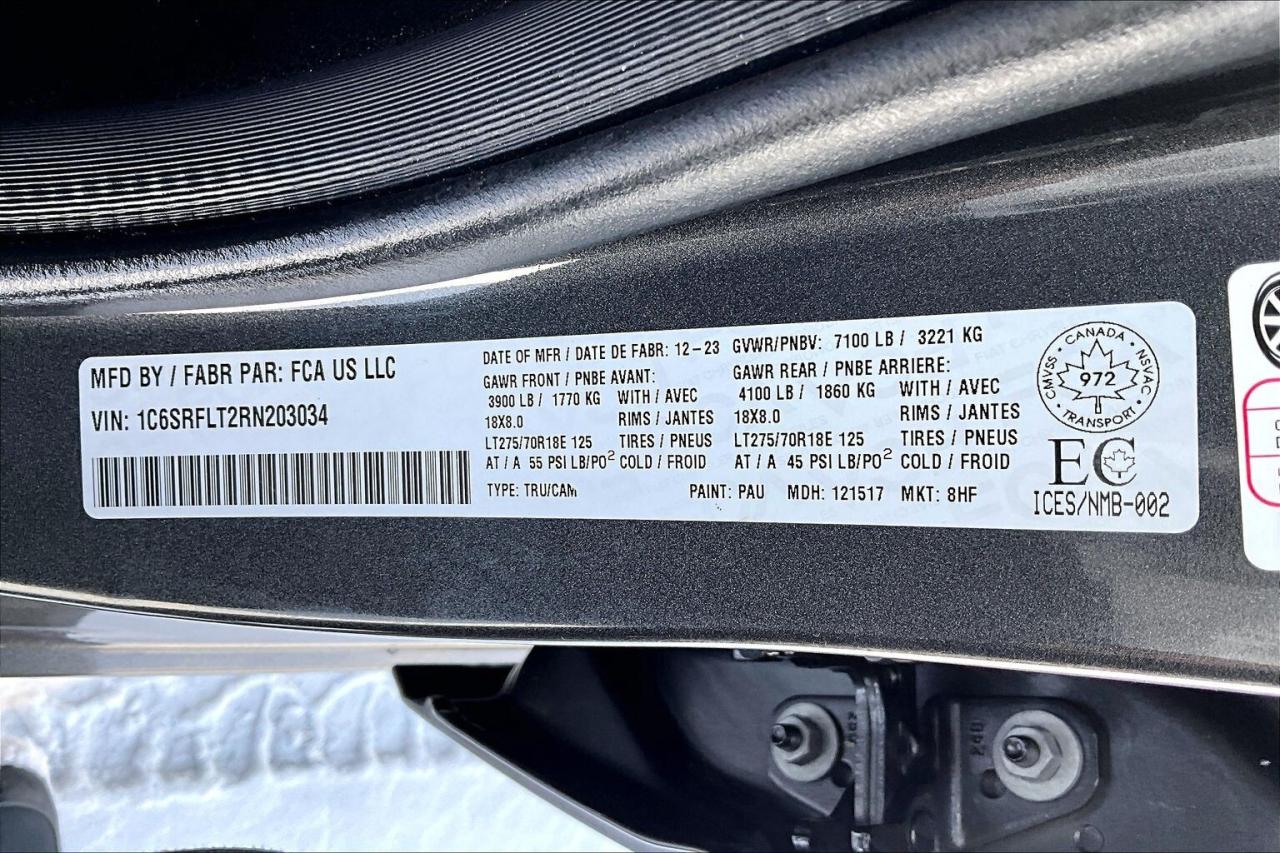 MFD BY / FABR PAR: FCA US LLC
VIN: 1C6SRFLT2RN203034
DATE OF MFR / DATE DE FABR: 12-23 GVWR/PNBV: 7100 LB / 3221 KG
GAWR FRONT / PNBE AVANT: GAWR REAR / PNBE ARRIERE:
3900 LB / 1770 KG WITH / AVEC 4100 LB / 1860 KG WITH / AVEC
18X8.0 RIMS / JANTES 18X8.0 RIMS / JANTES
LT275/70R18E 125 TIRES / PNEUS LT275/70R18E 125 TIRES / PNEUS
AT / A 55 PSI LB/PO² COLD / FROID AT / A 45 PSI LB/PO² COLD / FROID
TYPE: TRU/CAM PAINT: PAU MDH: 121517 MKT: 8HF
CANADA
CMVSS 972 NSVAC
· TRANSPORT ·
EC
ICES/NMB-002